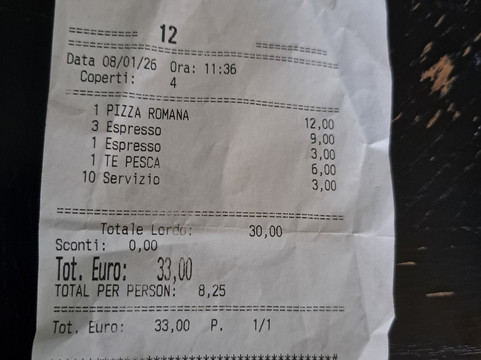 12
Data 08/01/26 Ora: 11:36
Coperti: 4
1 PIZZA ROMANA 12,00
3 Espresso 9,00
1 Espresso 3,00
1 TE PESCA 6,00
10 Servizio 3,00
Totale Lordo: 30,00
Sconti: 0,00
Tot. Euro: 33,00
TOTAL PER PERSON: 8,25
Tot. Euro: 33,00 P. 1/1